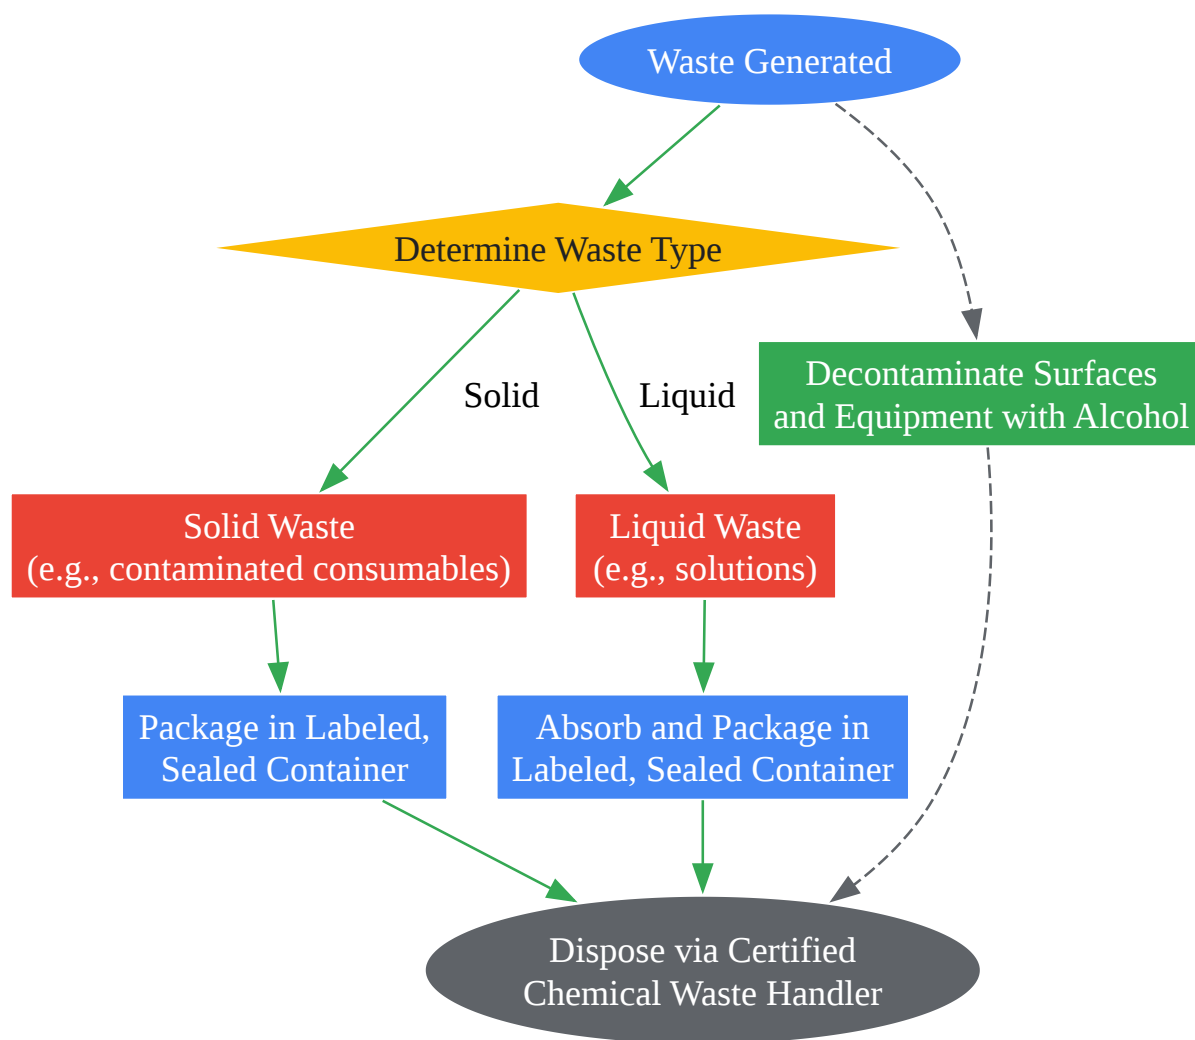 Waste Generated
Determine Waste Type
Solid
Liquid
Decontaminate Surfaces
and Equipment with Alcohol
Solid Waste
(e.g., contaminated consumables)
Liquid Waste
(e.g., solutions)
Package in Labeled,
Sealed Container
Absorb and Package in
Labeled, Sealed Container
Dispose via Certified
Chemical Waste Handler